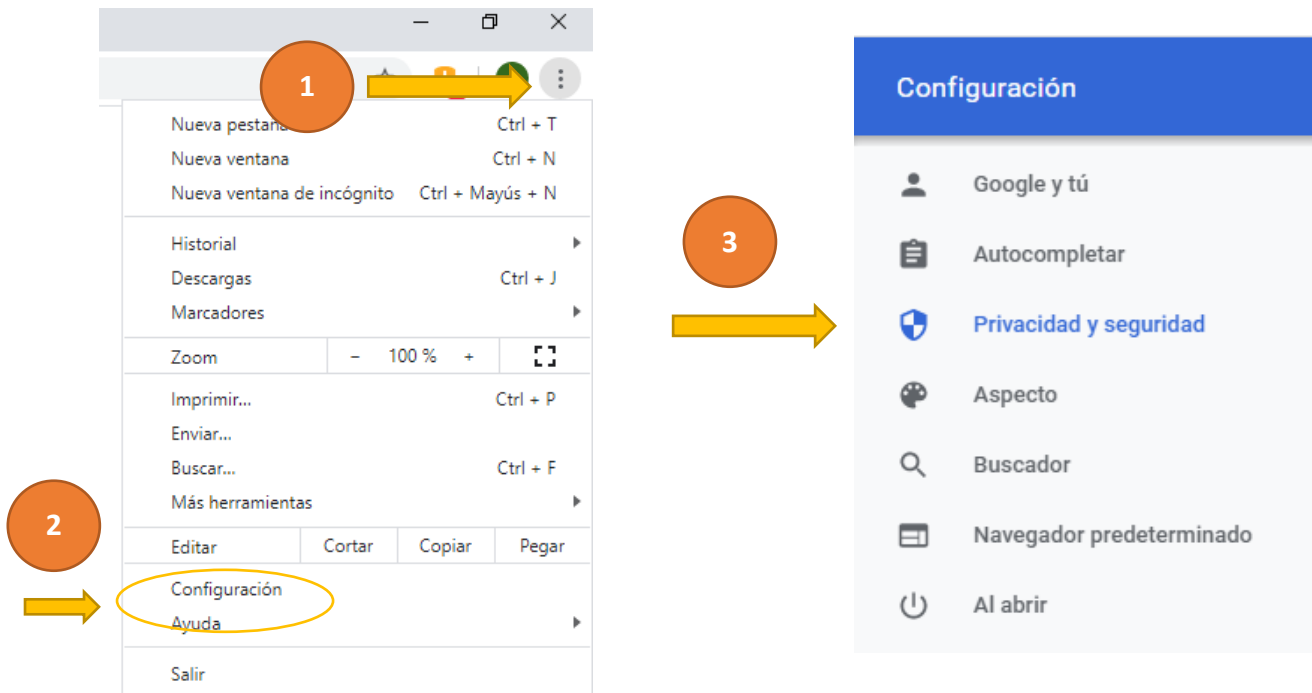 1
Nueva pestaña Ctrl + T
Nueva ventana Ctrl + N
Nueva ventana de incógnito Ctrl + Mayús + N
Historial
Descargas Ctrl + J
Marcadores
Zoom - 100 % +
Imprimir... Ctrl + P
Enviar...
Buscar... Ctrl + F
Más herramientas
2
Editar Cortar Copiar Pegar
Configuración
Ayuda
Salir
3
Configuración
Google y tú
Autocompletar
Privacidad y seguridad
Aspecto
Buscador
Navegador predeterminado
Al abrir